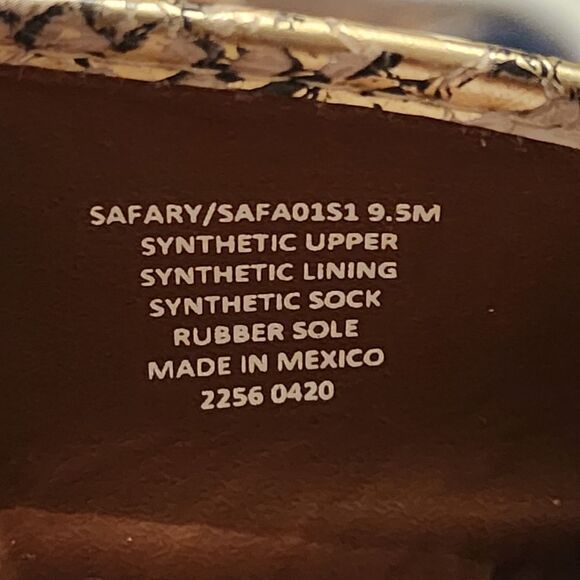 SAFARY/SAFA01S1 9.5M
SYNTHETIC UPPER
SYNTHETIC LINING
SYNTHETIC SOCK
RUBBER SOLE
MADE IN MEXICO
2256 0420